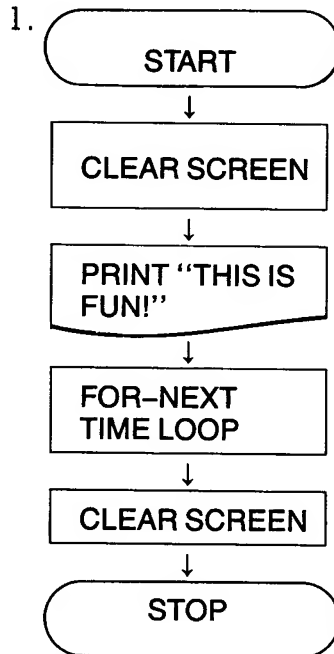 1.
START
CLEAR SCREEN
PRINT “THIS IS
FUN!”
FOR–NEXT
TIME LOOP
CLEAR SCREEN
STOP